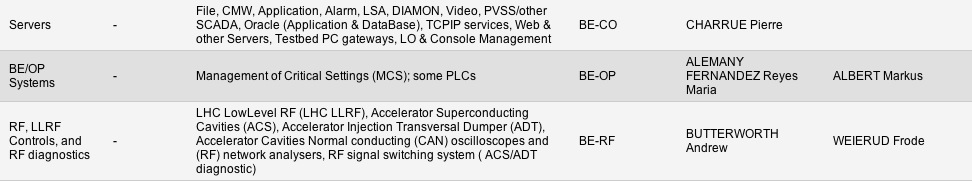 Servers - File, CMW, Application, Alarm, LSA, DIAMON, Video, PVSS/other
SCADA, Oracle (Application & DataBase), TCPIP services, Web &
other Servers, Testbed PC gateways, LO & Console Management
BE-CO CHARRUE Pierre
BE/OP
Systems
-
Management of Critical Settings (MCS); some PLCs
BE-OP
ALEMANY
FERNANDEZ Reyes
Maria
ALBERT Markus
RF, LLRF
Controls, and
RF diagnostics
-
LHC LowLevel RF (LHC LLRF), Accelerator Superconducting
Cavities (ACS), Accelerator Injection Transversal Dumper (ADT),
Accelerator Cavities Normal conducting (CAN) oscilloscopes and
(RF) network analysers, RF signal switching system ( ACS/ADT
diagnostic)
BE-RF
BUTTERWORTH
Andrew
WEIERUD Frode